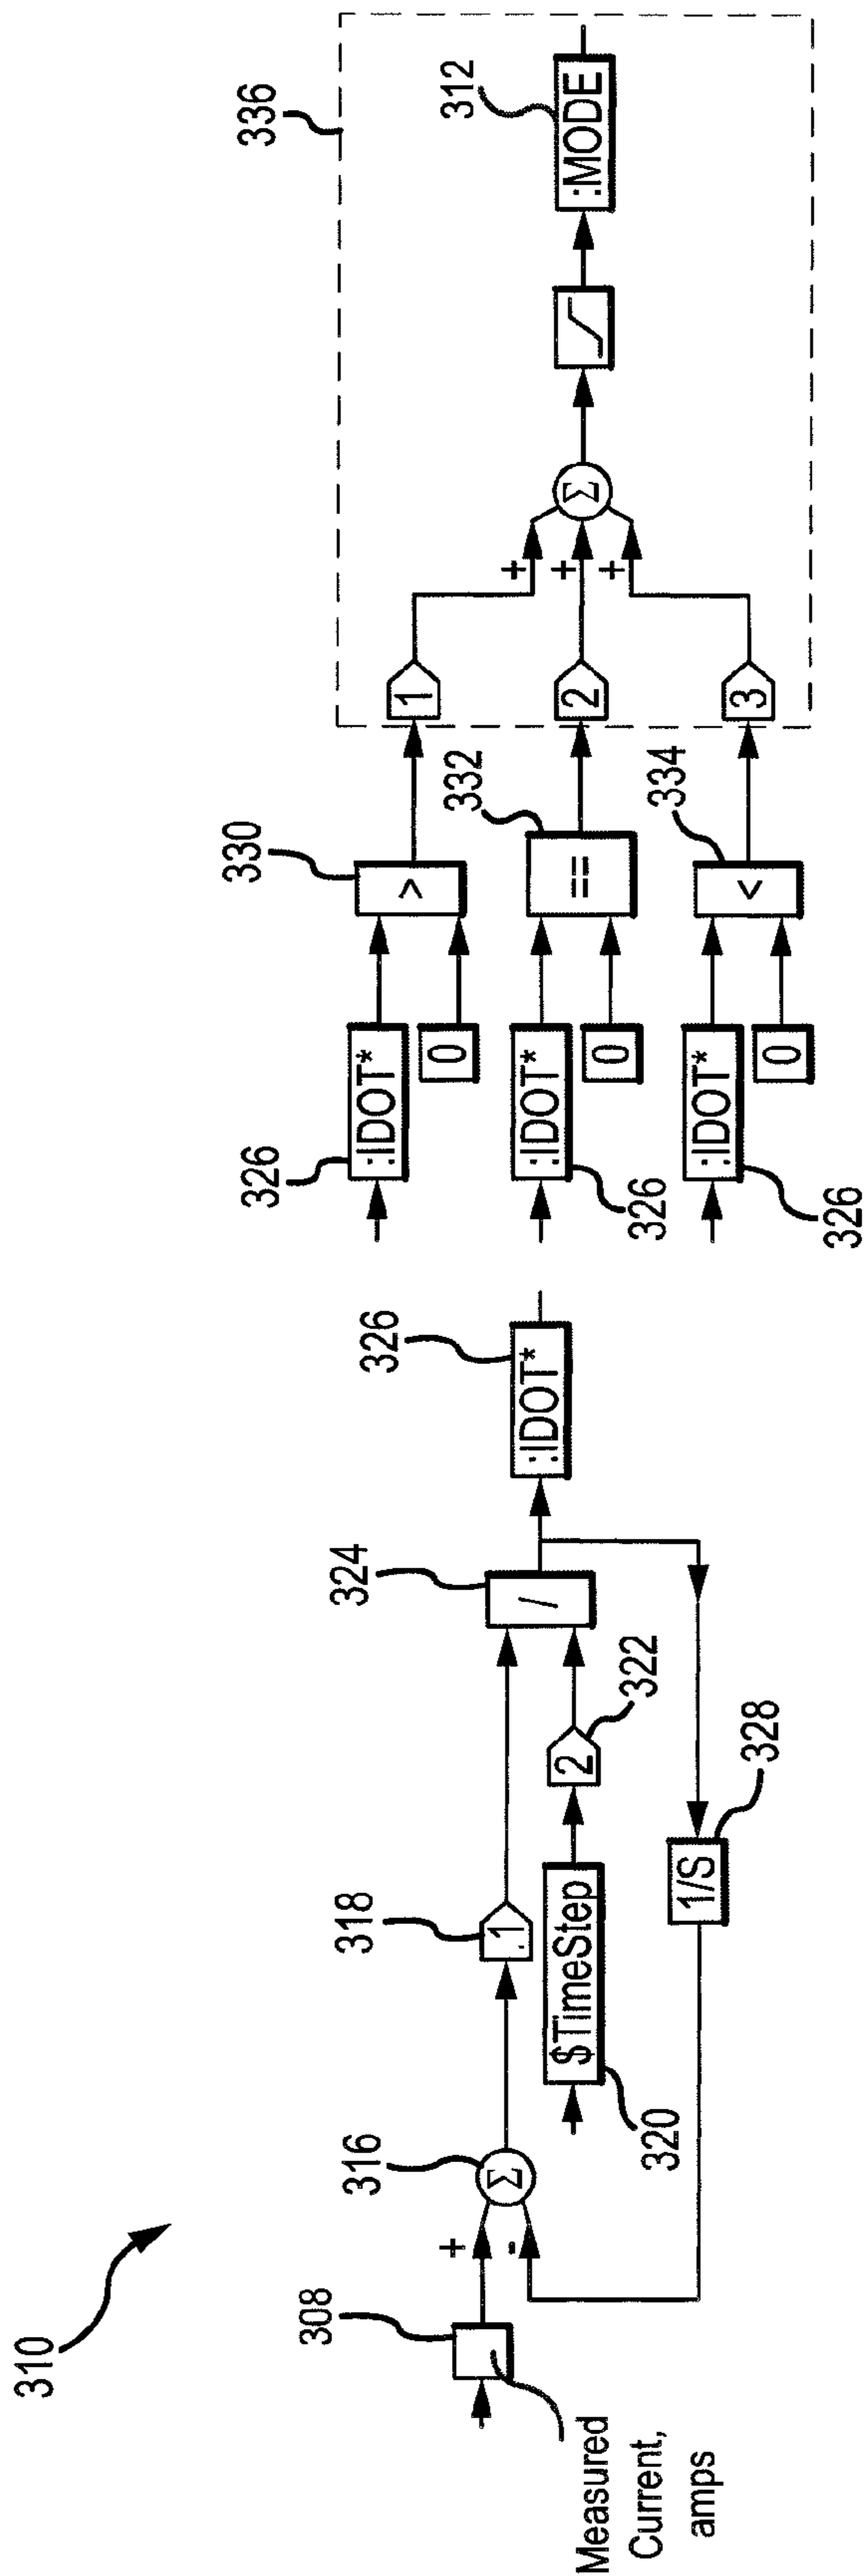 310
308
Measured
Current,
amps
+
-
316
Σ
318
.1
$TimeStep
320
2
322
324
/
1/S
328
326
:IDOT*
326
:IDOT*
0
330
>
:IDOT*
326
0
332
==
:IDOT*
326
0
334
<
336
1
2
3
+
+
+
Σ
312
:MODE